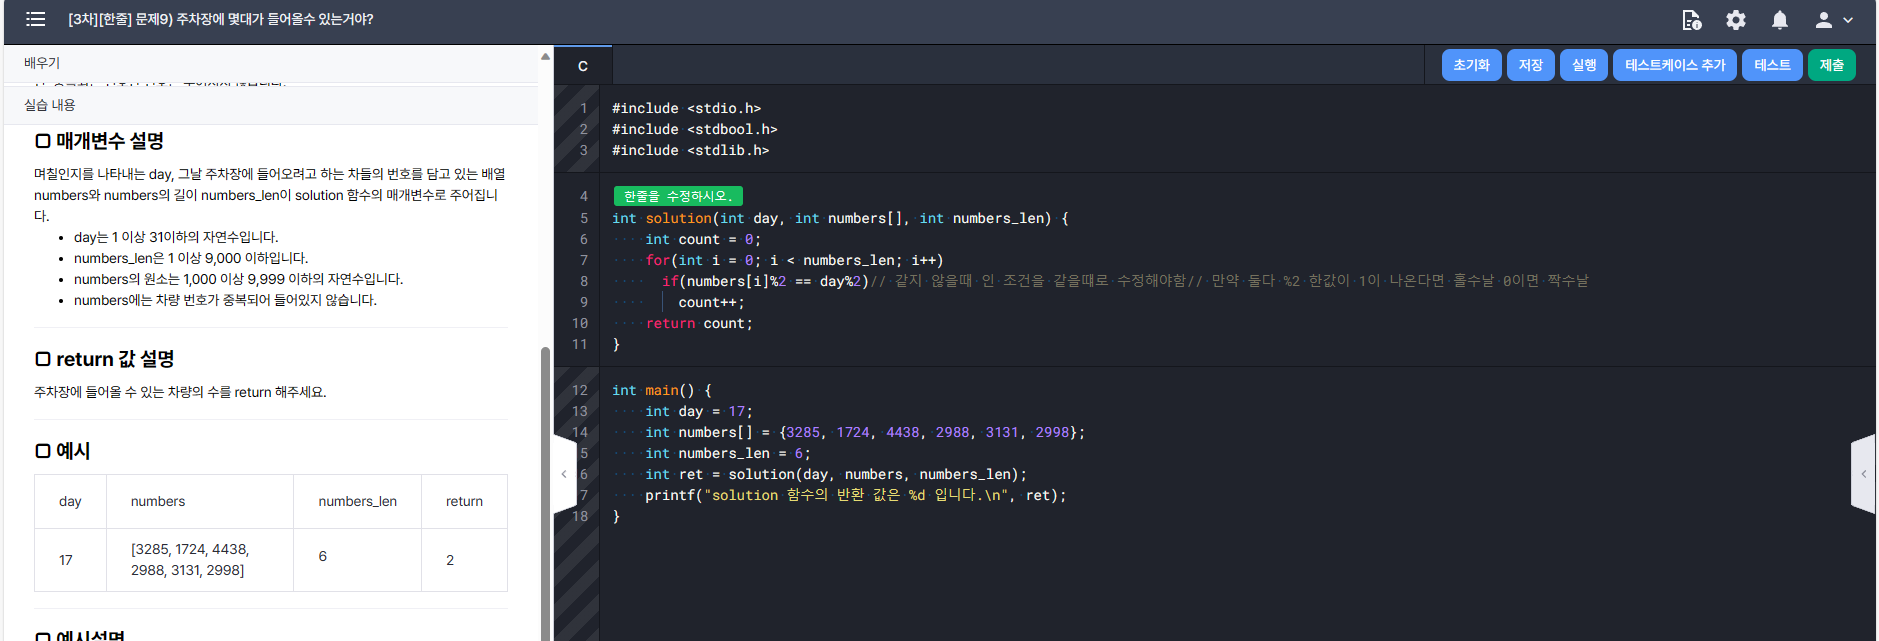 [3차][한줄] 문제9) 주차장에 몇대가 들어올수 있는거야?
배우기
실습 내용
매개변수 설명
며칠인지를 나타내는 day, 그날 주차장에 들어오려고 하는 차들의 번호를 담고 있는 배열
numbers와 numbers의 길이 numbers_len이 solution 함수의 매개변수로 주어집니
다.
• day는 1 이상 31이하의 자연수입니다.
• numbers_len은 1 이상 9,000 이하입니다.
• numbers의 원소는 1,000 이상 9,999 이하의 자연수입니다.
• numbers에는 차량 번호가 중복되어 들어있지 않습니다.
return 값 설명
주차장에 들어올 수 있는 차량의 수를 return 해주세요.
예시
day numbers numbers_len return
17 [3285, 1724, 4438, 6 2
2988, 3131, 2998]
예시설명
C
초기화 저장 실행 테스트케이스 추가 테스트 제출
1 #include <stdio.h>
2 #include <stdbool.h>
3 #include <stdlib.h>
4 한줄을 수정하시오.
5 int solution(int day, int numbers[], int numbers_len) {
6 int count = 0;
7 for(int i = 0; i < numbers_len; i++)
8 if(numbers[i]%2 == day%2)// 같지 않을때 인 조건을 같을때로 수정해야함// 만약 둘다 %2 한값이 1이 나온다면 홀수날 0이면 짝수날
9 count++;
10 return count;
11 }
12 int main() {
13 int day = 17;
14 int numbers[] = {3285, 1724, 4438, 2988, 3131, 2998};
5 int numbers_len = 6;
6 int ret = solution(day, numbers, numbers_len);
7 printf("solution 함수의 반환 값은 %d 입니다.\n", ret);
18 }